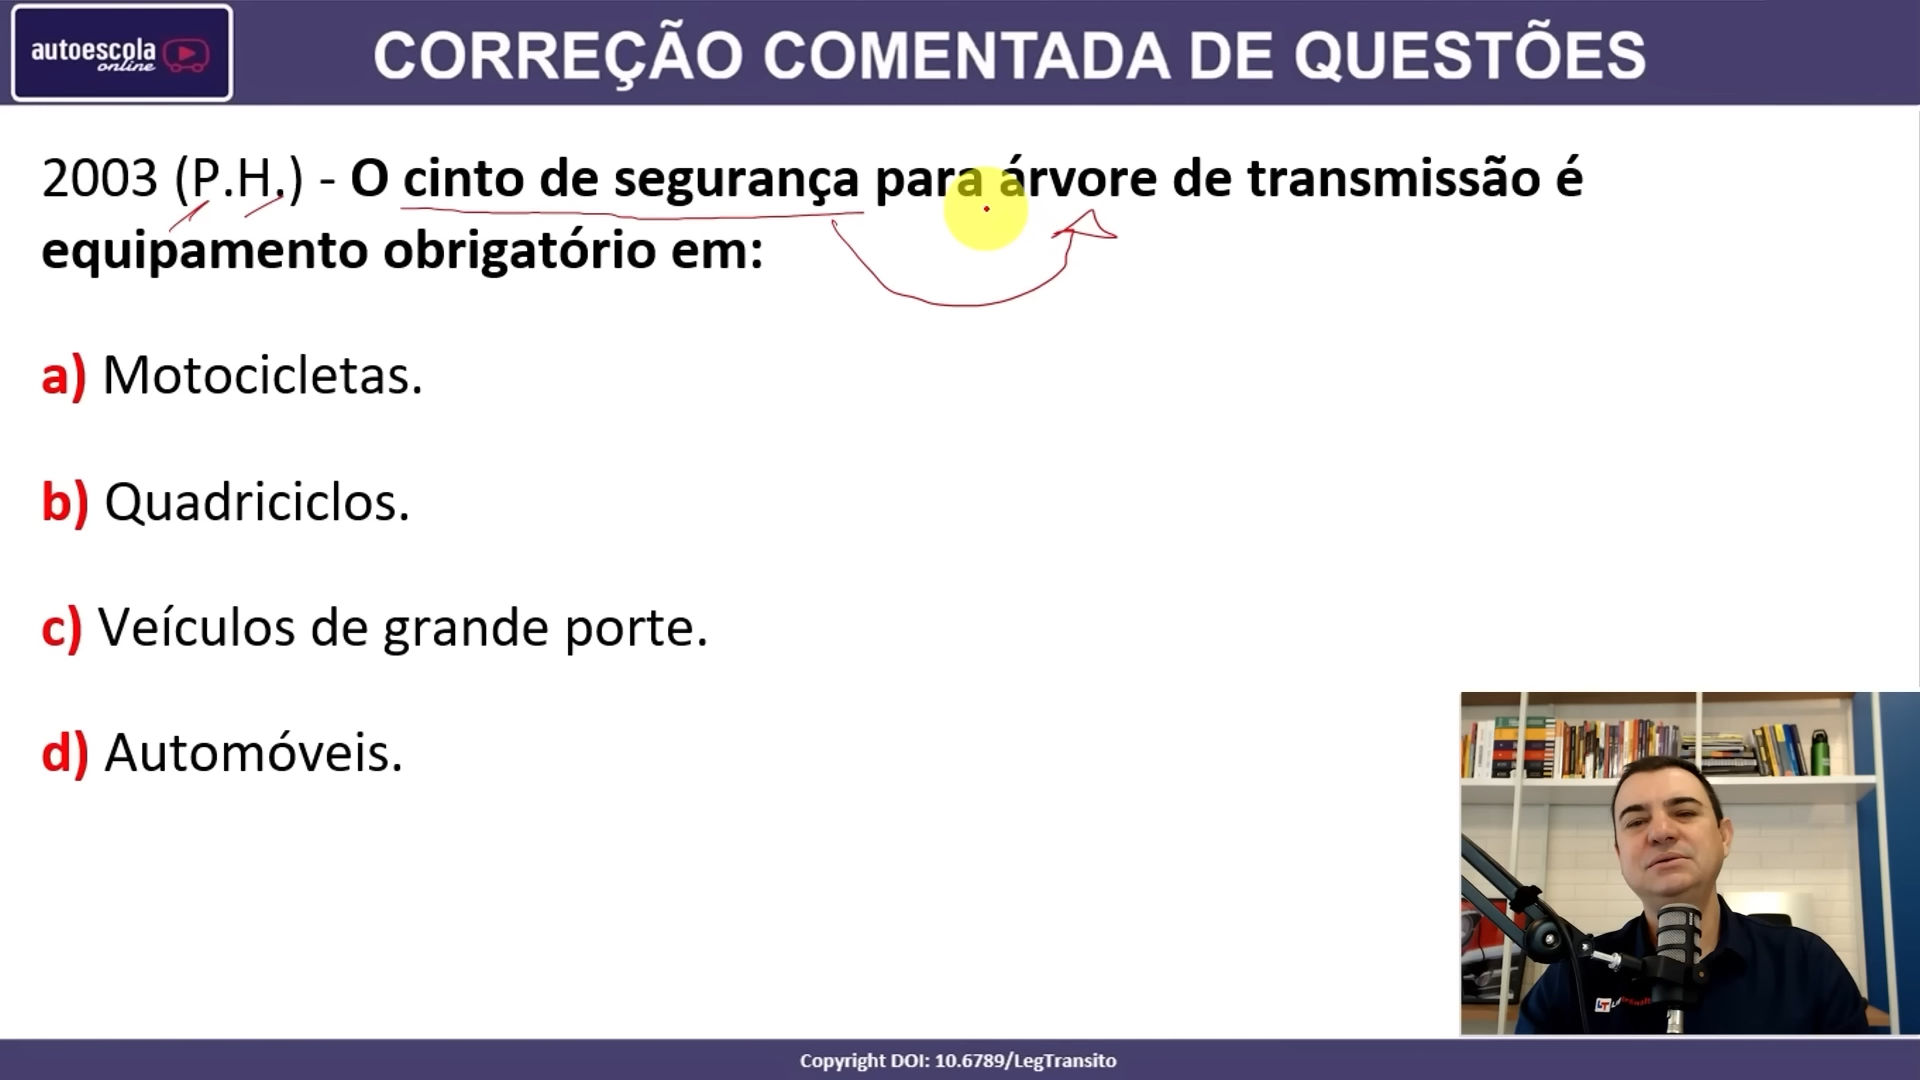 autoescola
online
CORREÇÃO COMENTADA DE QUESTÕES
2003 (P.H.) - O cinto de segurança para árvore de transmissão é
equipamento obrigatório em:
a) Motocicletas.
b) Quadriciclos.
c) Veículos de grande porte.
d) Automóveis.
LT
Copyright DOI: 10.6789/LegTransito